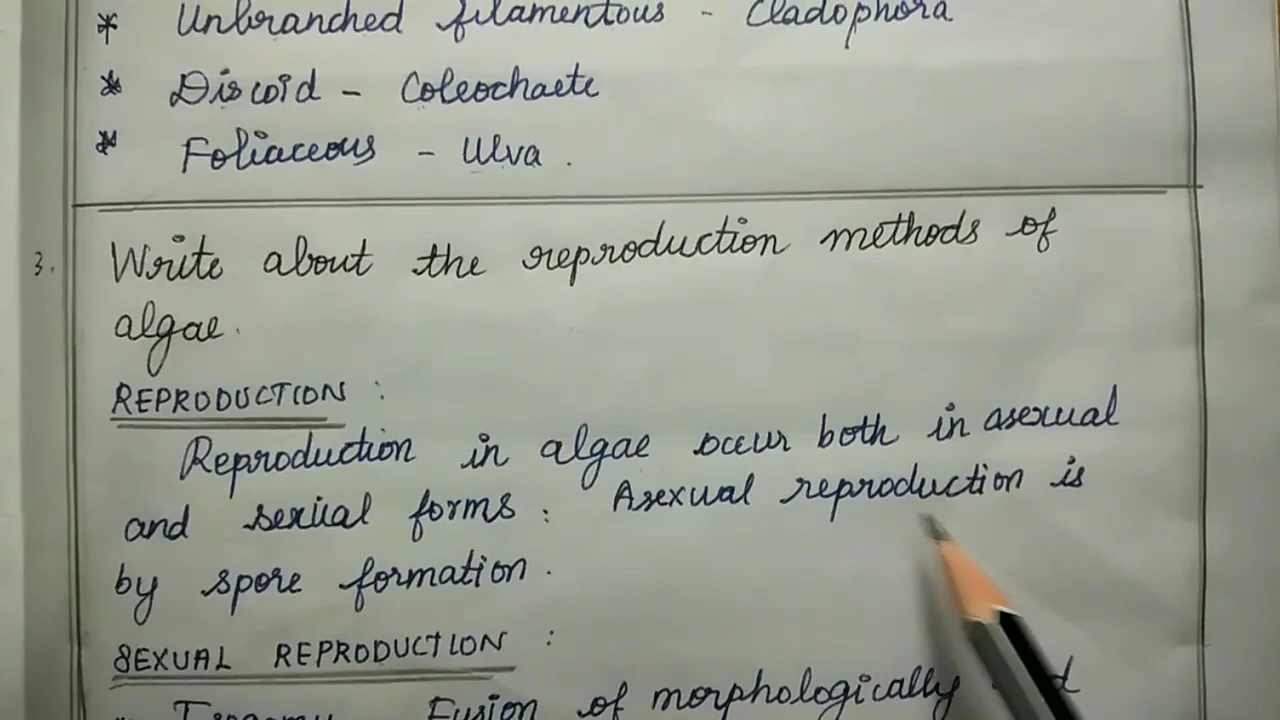 * Unbranched filamentous - Cladophora
* Discoid - Coleochaete
* Foliaceous - Ulva.
3. Write about the reproduction methods of
algae.
REPRODUCTION :
Reproduction in algae occur both in asexual
and sexual forms. Asexual reproduction is
by spore formation.
SEXUAL REPRODUCTION :
* Isogamy Fusion of morphologically